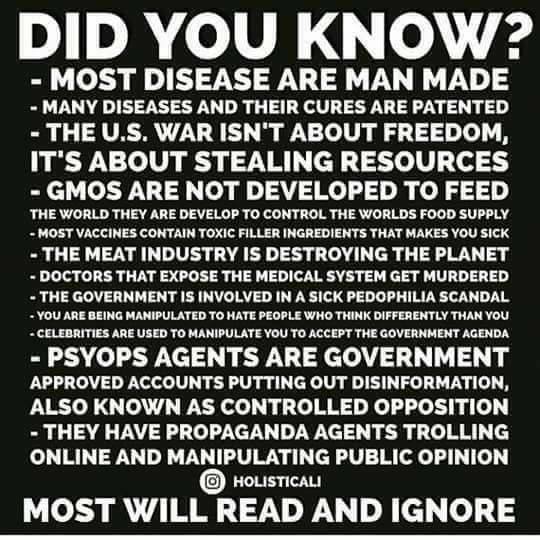 DID YOU KNOW?
- MOST DISEASE ARE MAN MADE
- MANY DISEASES AND THEIR CURES ARE PATENTED
- THE U.S. WAR ISN'T ABOUT FREEDOM,
IT'S ABOUT STEALING RESOURCES
- GMOS ARE NOT DEVELOPED TO FEED
THE WORLD THEY ARE DEVELOP TO CONTROL THE WORLDS FOOD SUPPLY
- MOST VACCINES CONTAIN TOXIC FILLER INGREDIENTS THAT MAKES YOU SICK
- THE MEAT INDUSTRY IS DESTROYING THE PLANET
- DOCTORS THAT EXPOSE THE MEDICAL SYSTEM GET MURDERED
- THE GOVERNMENT IS INVOLVED IN A SICK PEDOPHILIA SCANDAL
- YOU ARE BEING MANIPULATED TO HATE PEOPLE WHO THINK DIFFERENTLY THAN YOU
- CELEBRITIES ARE USED TO MANIPULATE YOU TO ACCEPT THE GOVERNMENT AGENDA
- PSYOPS AGENTS ARE GOVERNMENT
APPROVED ACCOUNTS PUTTING OUT DISINFORMATION,
ALSO KNOWN AS CONTROLLED OPPOSITION
- THEY HAVE PROPAGANDA AGENTS TROLLING
ONLINE AND MANIPULATING PUBLIC OPINION
HOLISTICALI
MOST WILL READ AND IGNORE